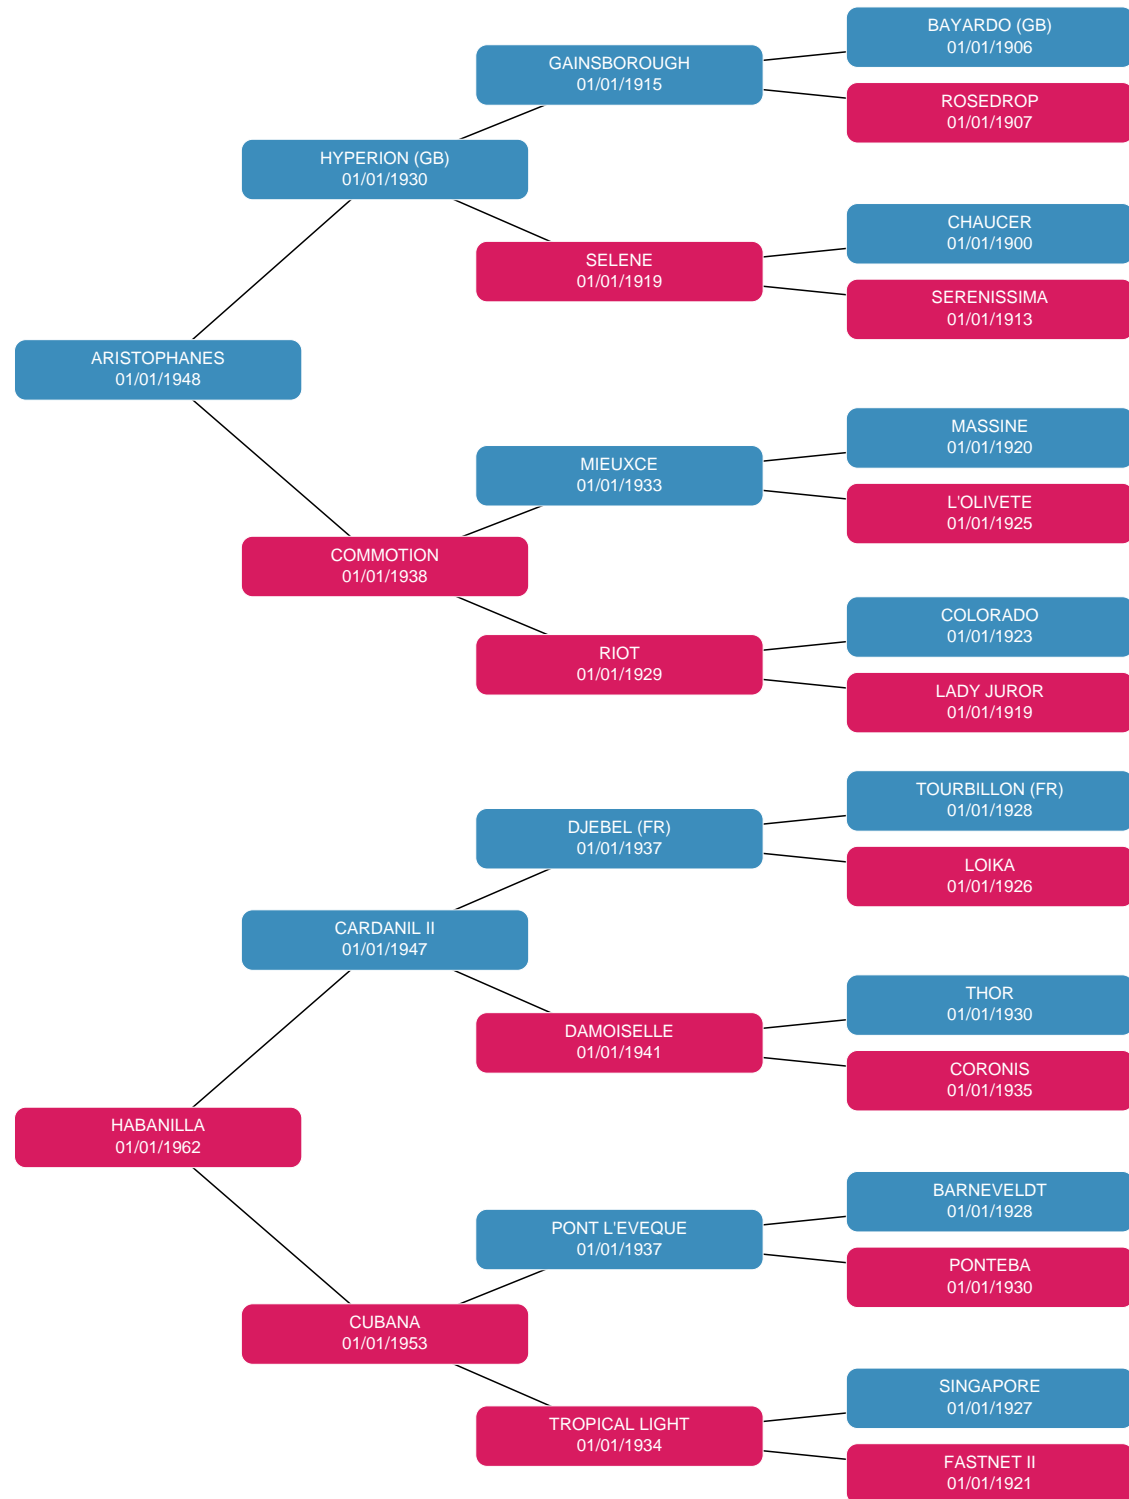 BAYARDO (GB)
01/01/1906
GAINSBOROUGH
01/01/1915
ROSEDROP
01/01/1907
HYPERION (GB)
01/01/1930
CHAUCER
01/01/1900
SELENE
01/01/1919
SERENISSIMA
01/01/1913
ARISTOPHANES
01/01/1948
MASSINE
01/01/1920
MIEUXCE
01/01/1933
L'OLIVETE
01/01/1925
COMMOTION
01/01/1938
COLORADO
01/01/1923
RIOT
01/01/1929
LADY JUROR
01/01/1919
TOURBILLON (FR)
01/01/1928
DJEBEL (FR)
01/01/1937
LOIKA
01/01/1926
CARDANIL II
01/01/1947
THOR
01/01/1930
DAMOISELLE
01/01/1941
CORONIS
01/01/1935
HABANILLA
01/01/1962
BARNEVELDT
01/01/1928
PONT L'EVEQUE
01/01/1937
PONTEBA
01/01/1930
CUBANA
01/01/1953
SINGAPORE
01/01/1927
TROPICAL LIGHT
01/01/1934
FASTNET II
01/01/1921